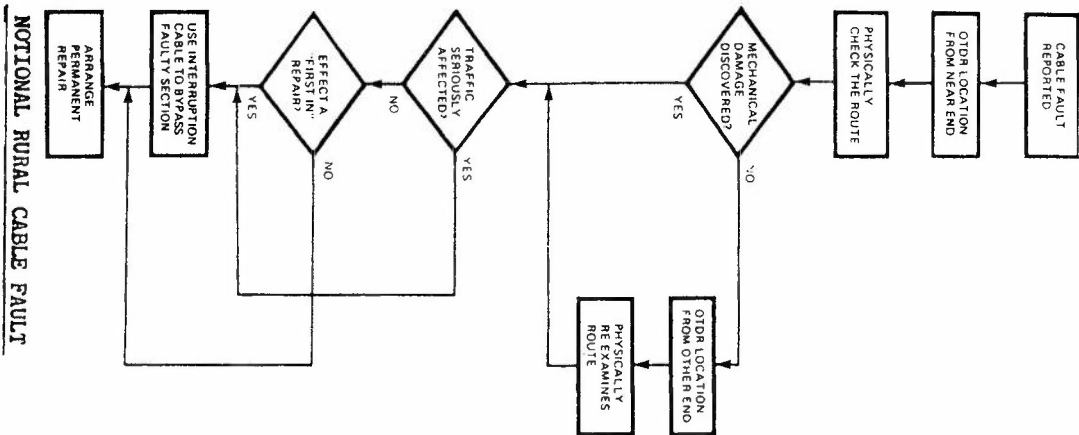 CABLE FAULT
REPORTED
OTDR LOCATION
FROM NEAR END
PHYSICALLY
CHECK THE ROUTE
MECHANICAL
DAMAGE
DISCOVERED?
NO
YES
OTDR LOCATION
FROM OTHER END
PHYSICALLY
RE EXAMINES
ROUTE
TRAFFIC
SERIOUSLY
AFFECTED?
YES
NO
EFFECT A
"FIRST IN"
REPAIR?
NO
YES
USE INTERRUPTION
CABLE TO BYPASS
FAULTY SECTION
ARRANGE
PERMANENT
REPAIR
NOTIONAL RURAL CABLE FAULT